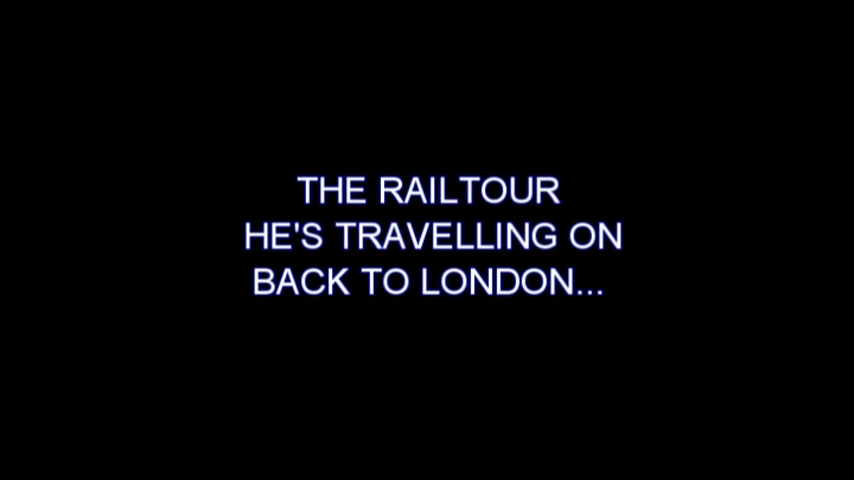 THE RAILTOUR
HE'S TRAVELLING ON
BACK TO LONDON...